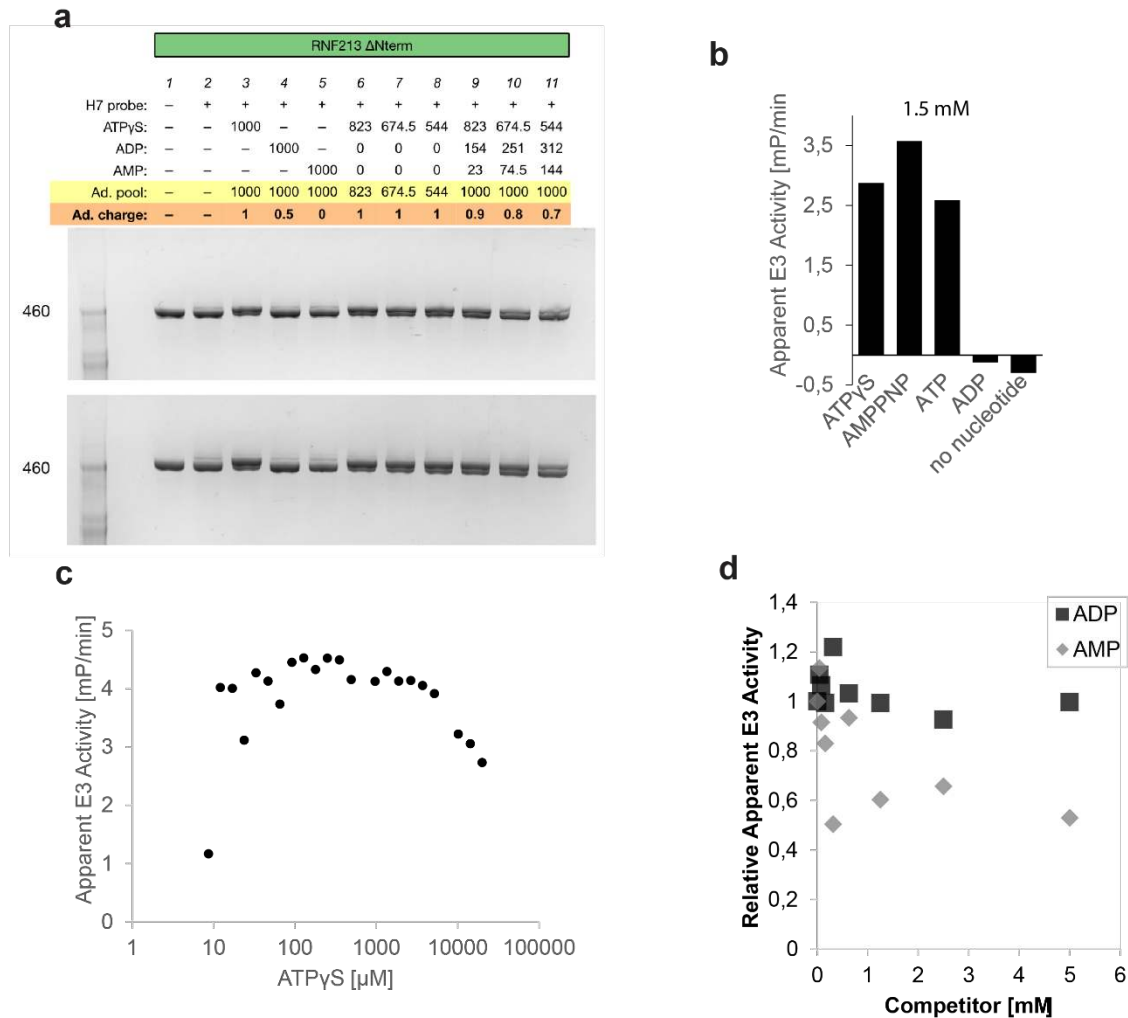 a
RNF213 ΔNterm
1 2 3 4 5 6 7 8 9 10 11
H7 probe: – + + + + + + + + + +
ATPγS: – – 1000 – – 823 674.5 544 823 674.5 544
ADP: – – – 1000 – 0 0 0 154 251 312
AMP: – – – – 1000 0 0 0 23 74.5 144
Ad. pool: – – 1000 1000 1000 823 674.5 544 1000 1000 1000
Ad. charge: – – 1 0.5 0 1 1 1 0.9 0.8 0.7
460
460
b
1.5 mM
Apparent E3 Activity [mP/min]
3,5
2,5
1,5
0,5
-0,5
ATPγS
AMPPNP
ATP
ADP
no nucleotide
c
Apparent E3 Activity [mP/min]
5
4
3
2
1
0
1 10 100 1000 10000 100000
ATPγS [µM]
d
ADP
AMP
Relative Apparent E3 Activity
1,4
1,2
1
0,8
0,6
0,4
0,2
0
0 1 2 3 4 5 6
Competitor [mM]